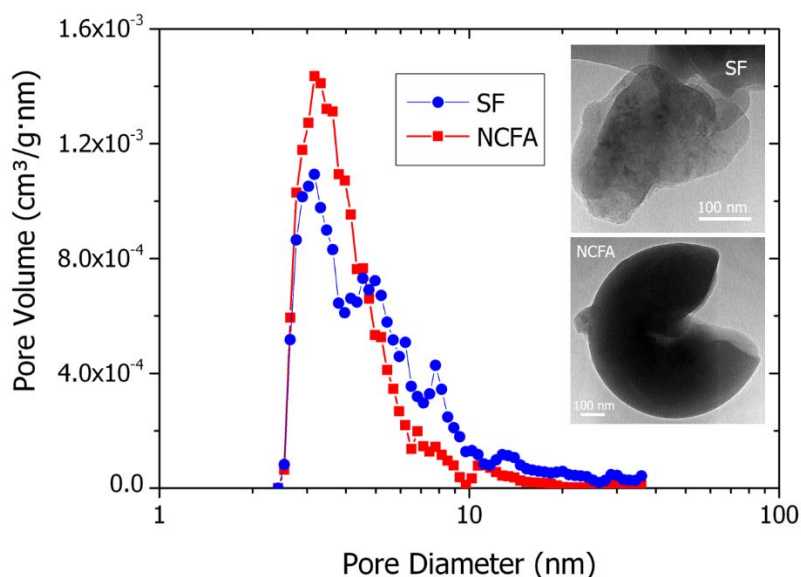 1.6x10⁻³
1.2x10⁻³
8.0x10⁻⁴
4.0x10⁻⁴
0.0
Pore Volume (cm³/g·nm)
SF
NCFA
SF
100 nm
NCFA
100 nm
1
10
100
Pore Diameter (nm)